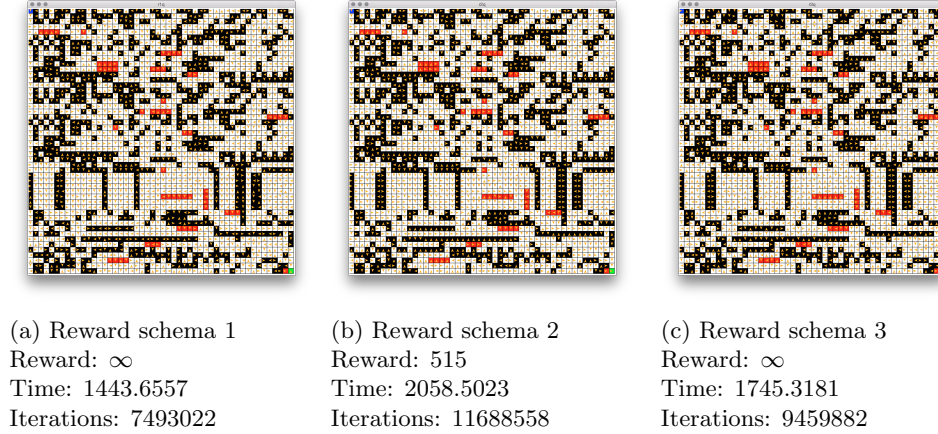 (a) Reward schema 1
Reward: ∞
Time: 1443.6557
Iterations: 7493022
(b) Reward schema 2
Reward: 515
Time: 2058.5023
Iterations: 11688558
(c) Reward schema 3
Reward: ∞
Time: 1745.3181
Iterations: 9459882